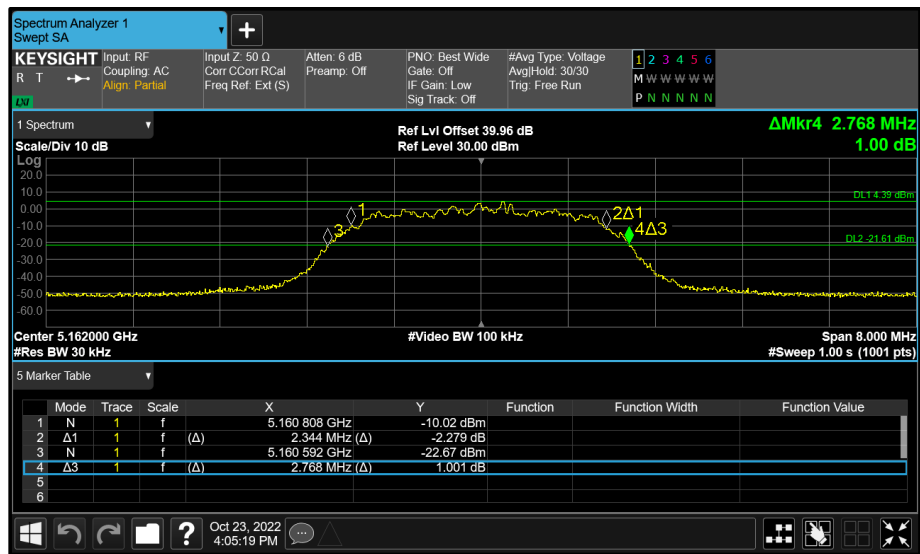 Spectrum Analyzer 1
Swept SA
+
KEYSIGHT
R T
LXI
Input: RF
Coupling: AC
Align: Partial
Input Z: 50 Ω
Corr CCorr RCal
Freq Ref: Ext (S)
Atten: 6 dB
Preamp: Off
PNO: Best Wide
Gate: Off
IF Gain: Low
Sig Track: Off
#Avg Type: Voltage
Avg|Hold: 30/30
Trig: Free Run
1 2 3 4 5 6
M W W W W W
P N N N N N
1 Spectrum
Scale/Div 10 dB
Ref Lvl Offset 39.96 dB
Ref Level 30.00 dBm
ΔMkr4 2.768 MHz
1.00 dB
Log
20.0
10.0
0.00
-10.0
-20.0
-30.0
-40.0
-50.0
-60.0
DL1 4.39 dBm
1
2Δ1
3
4Δ3
DL2 -21.61 dBm
Center 5.162000 GHz
#Res BW 30 kHz
#Video BW 100 kHz
Span 8.000 MHz
#Sweep 1.00 s (1001 pts)
5 Marker Table
Mode Trace Scale X Y Function Function Width Function Value
1 N 1 f 5.160 808 GHz -10.02 dBm
2 Δ1 1 f (Δ) 2.344 MHz (Δ) -2.279 dB
3 N 1 f 5.160 592 GHz -22.67 dBm
4 Δ3 1 f (Δ) 2.768 MHz (Δ) 1.001 dB
5
6
?
Oct 23, 2022
4:05:19 PM